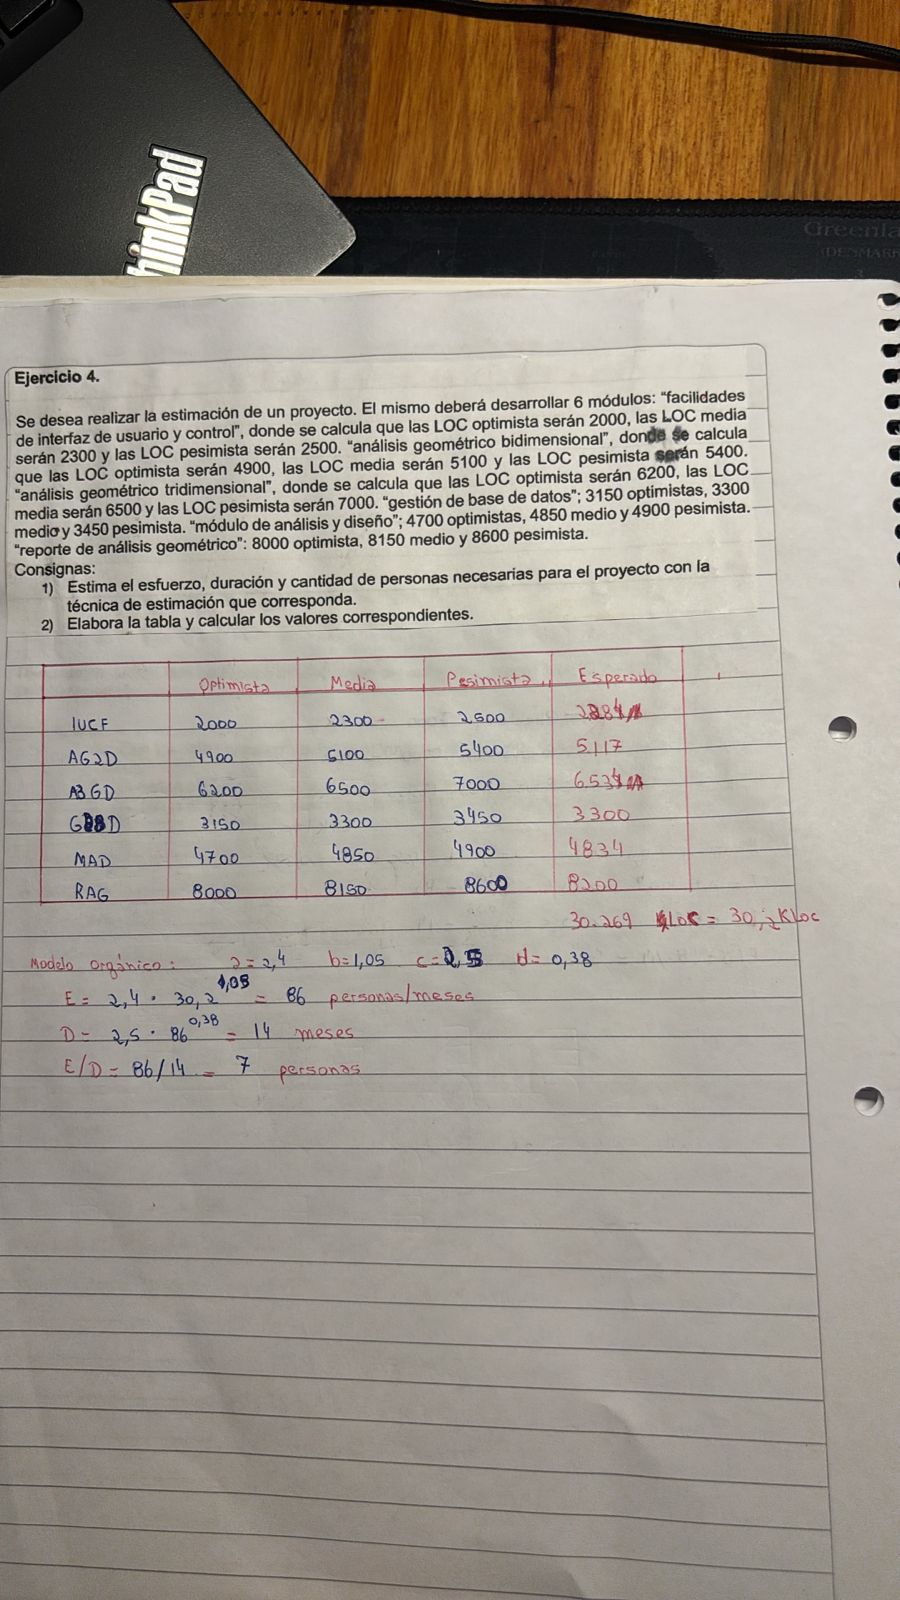 ThinkPad
Greenla
(DENMARK
3
Ejercicio 4.
Se desea realizar la estimación de un proyecto. El mismo deberá desarrollar 6 módulos: “facilidades
de interfaz de usuario y control”, donde se calcula que las LOC optimista serán 2000, las LOC media
serán 2300 y las LOC pesimista serán 2500. “análisis geométrico bidimensional”, donde se calcula
que las LOC optimista serán 4900, las LOC media serán 5100 y las LOC pesimista serán 5400.
“análisis geométrico tridimensional”, donde se calcula que las LOC optimista serán 6200, las LOC
media serán 6500 y las LOC pesimista serán 7000. “gestión de base de datos”; 3150 optimistas, 3300
medio y 3450 pesimista. “módulo de análisis y diseño”; 4700 optimistas, 4850 medio y 4900 pesimista.
“reporte de análisis geométrico”: 8000 optimista, 8150 medio y 8600 pesimista.
Consignas:
1) Estima el esfuerzo, duración y cantidad de personas necesarias para el proyecto con la
técnica de estimación que corresponda.
2) Elabora la tabla y calcular los valores correspondientes.
Optimista Media Pesimista Esperado
IUCF 2000 2300 2500 2284
AG2D 4900 5100 5400 5117
A3GD 6200 6500 7000 6.534
GBD 3150 3300 3450 3300
MAD 4700 4850 4900 4834
RAG 8000 8150 8600 8200
30.269 LOC = 30,2 KLOC
Modelo orgánico: a=2,4 b=1,05 c=2,5 d=0,38
E= 2,4 · 30,2^1,05 = 86 personas/meses
D= 2,5 · 86^0,38 = 14 meses
E/D= 86/14 = 7 personas